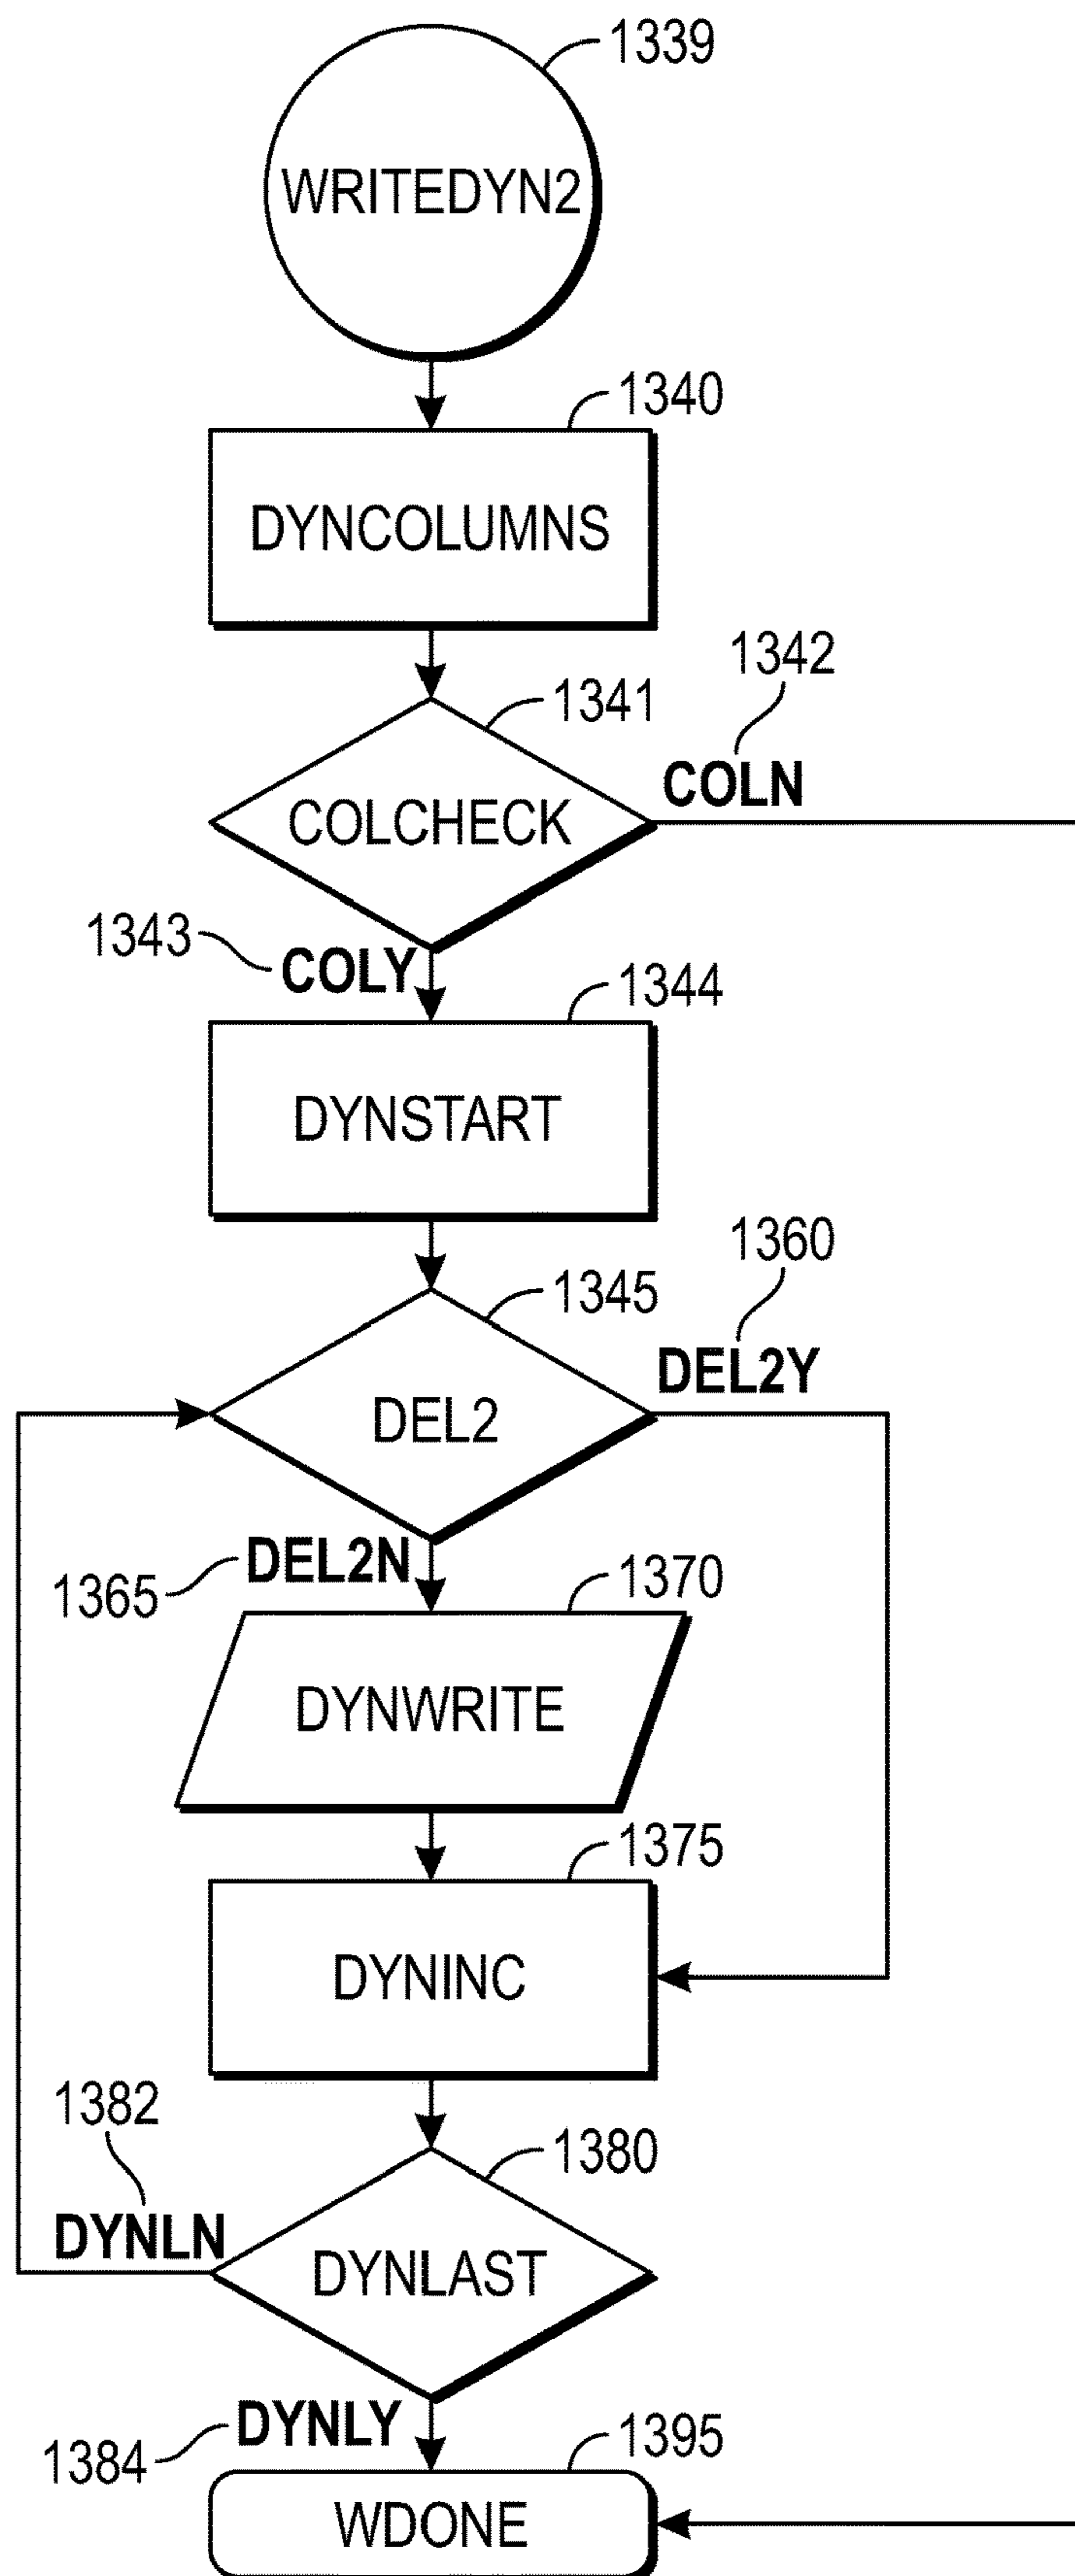 1339
WRITEDYN2
1340
DYNCOLUMNS
1342
1341
COLN
COLCHECK
1343
COLY
1344
DYNSTART
1360
1345
DEL2Y
DEL2
DEL2N
1365
1370
DYNWRITE
1375
DYNINC
1382
1380
DYNLN
DYNLAST
DYNLY
1384
1395
WDONE